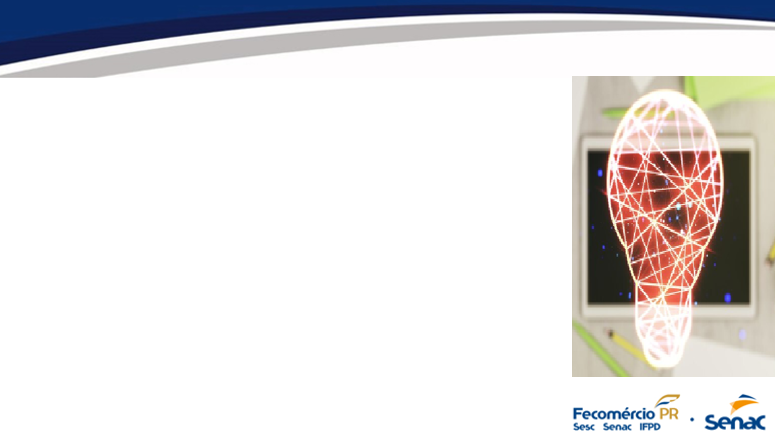 Fecomércio PR
Sesc Senac IFPD
Senac